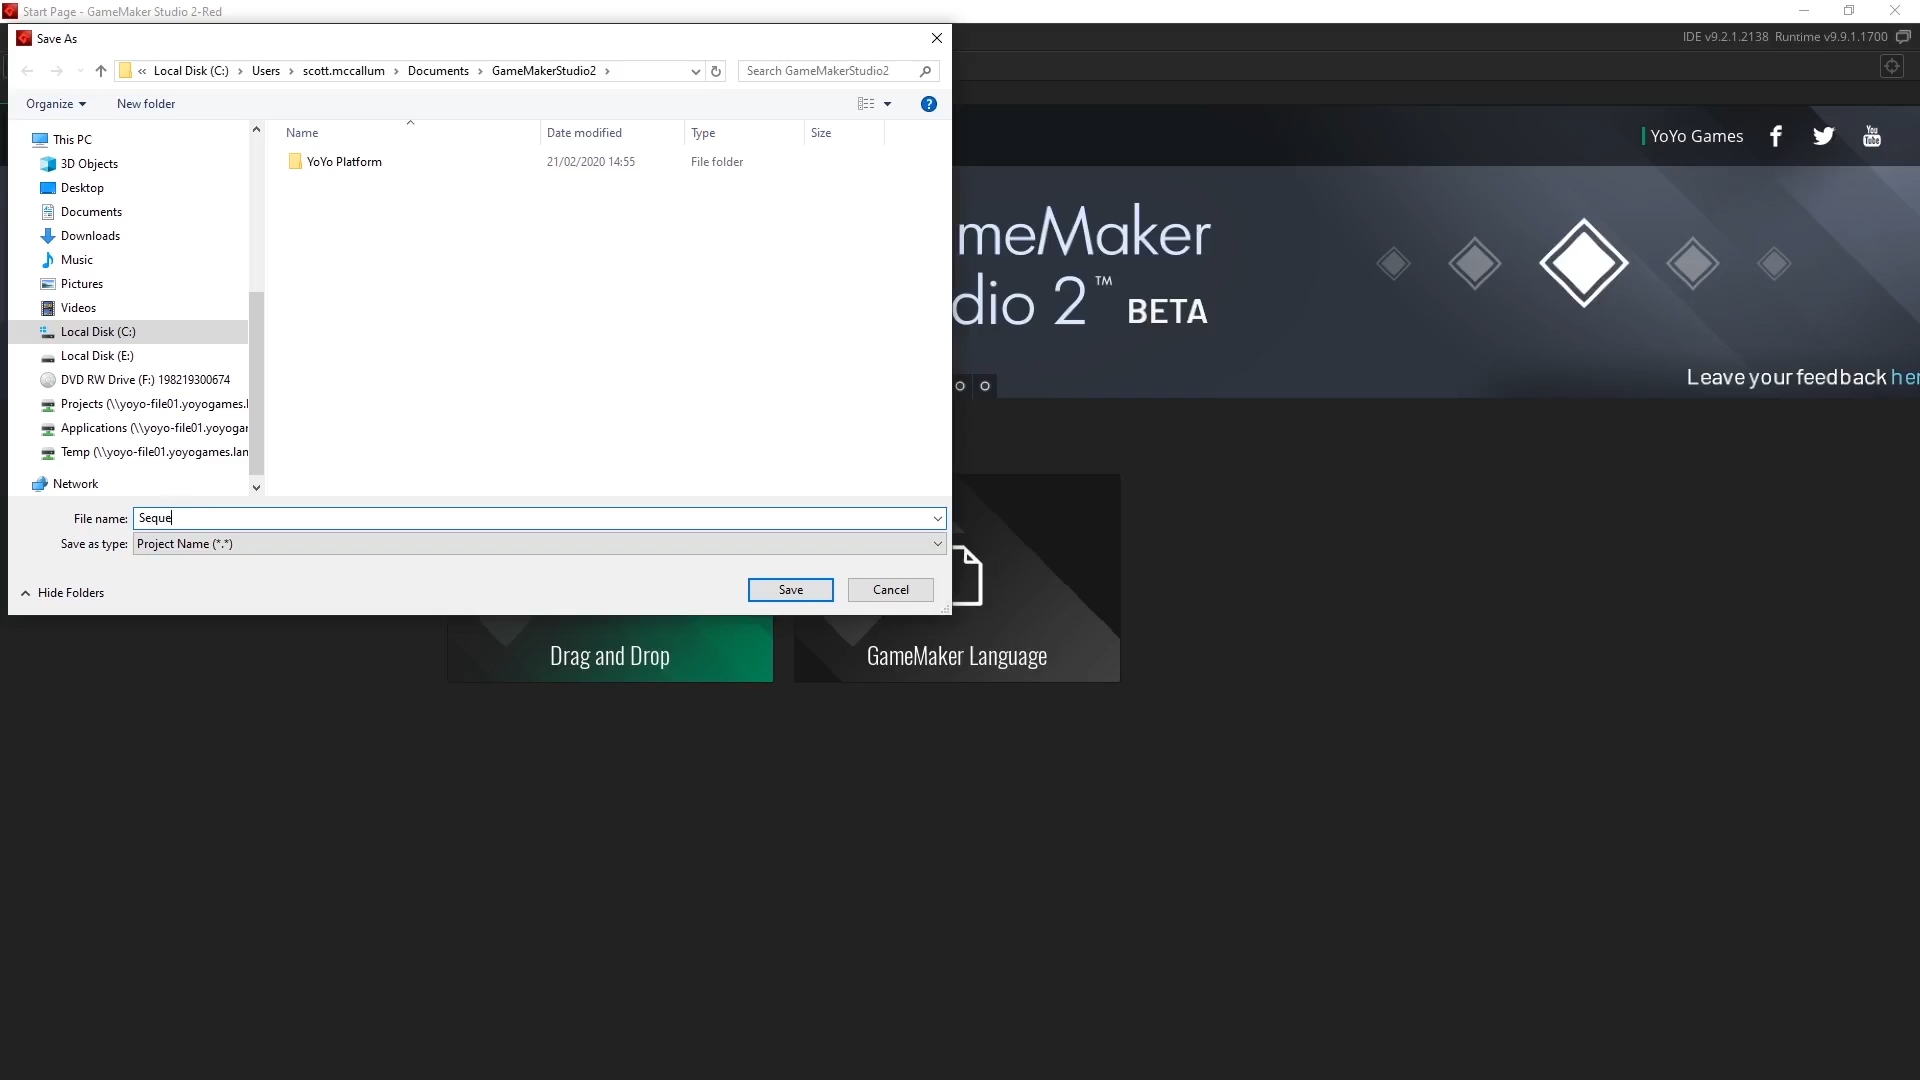 Start Page - GameMaker Studio 2-Red
IDE v9.2.1.2138 Runtime v9.9.1.1700
Save As
« Local Disk (C:) › Users › scott.mccallum › Documents › GameMakerStudio2 ›
Search GameMakerStudio2
Organize
New folder
?
This PC
3D Objects
Desktop
Documents
Downloads
Music
Pictures
Videos
Local Disk (C:)
Local Disk (E:)
DVD RW Drive (F:) 198219300674
Projects (\\yoyo-file01.yoyogames.l
Applications (\\yoyo-file01.yoyogar
Temp (\\yoyo-file01.yoyogames.lan
Network
Name Date modified Type Size
YoYo Platform 21/02/2020 14:55 File folder
File name: Seque
Save as type: Project Name (*.*)
Hide Folders
Save
Cancel
YoYo Games
You Tube
meMaker
dio 2™ BETA
Leave your feedback her
Drag and Drop
GameMaker Language